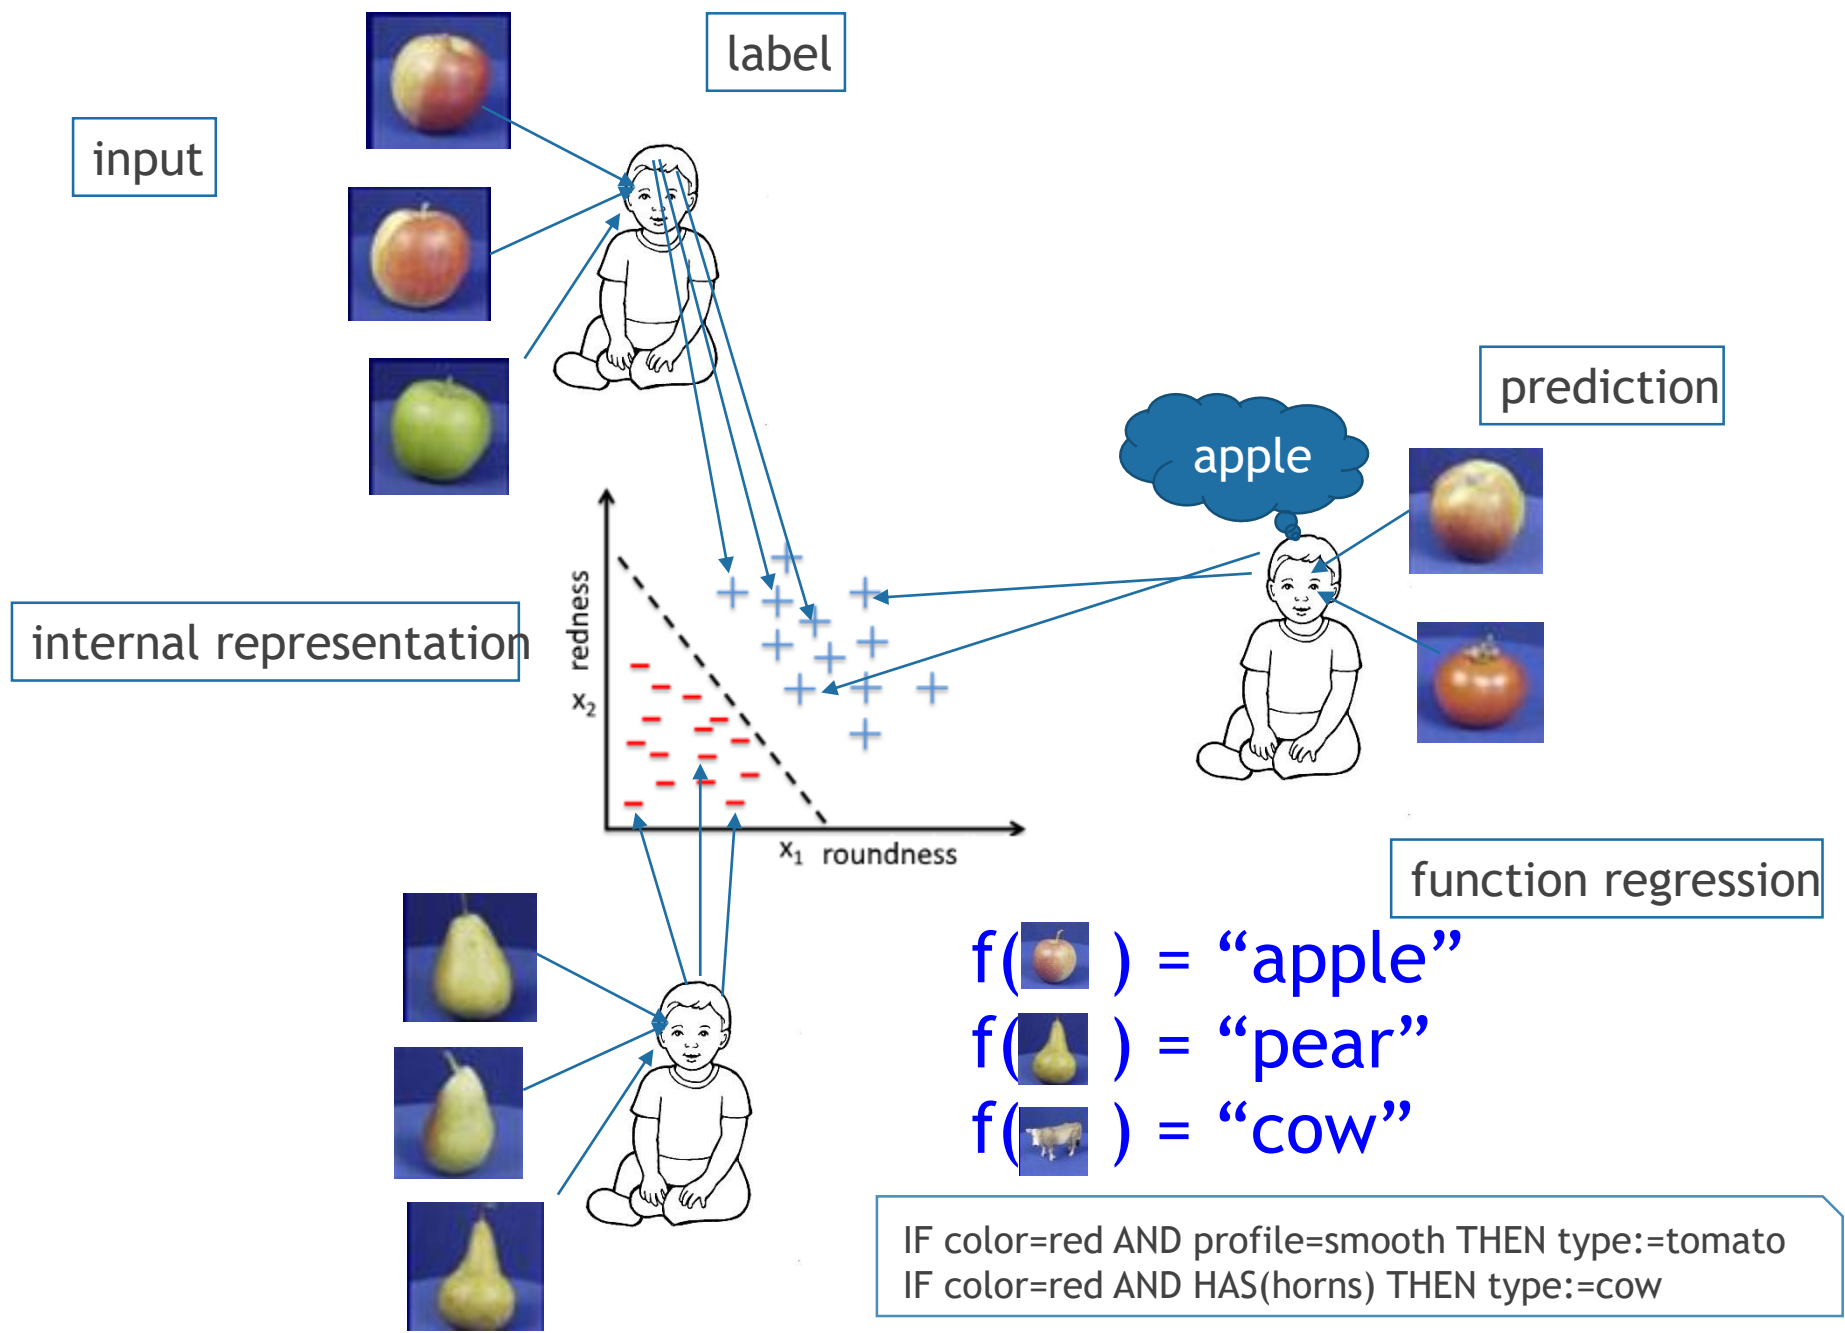 label
input
prediction
apple
internal representation
x2 redness
x1 roundness
function regression
f( ) = “apple”
f( ) = “pear”
f( ) = “cow”
IF color=red AND profile=smooth THEN type:=tomato
IF color=red AND HAS(horns) THEN type:=cow